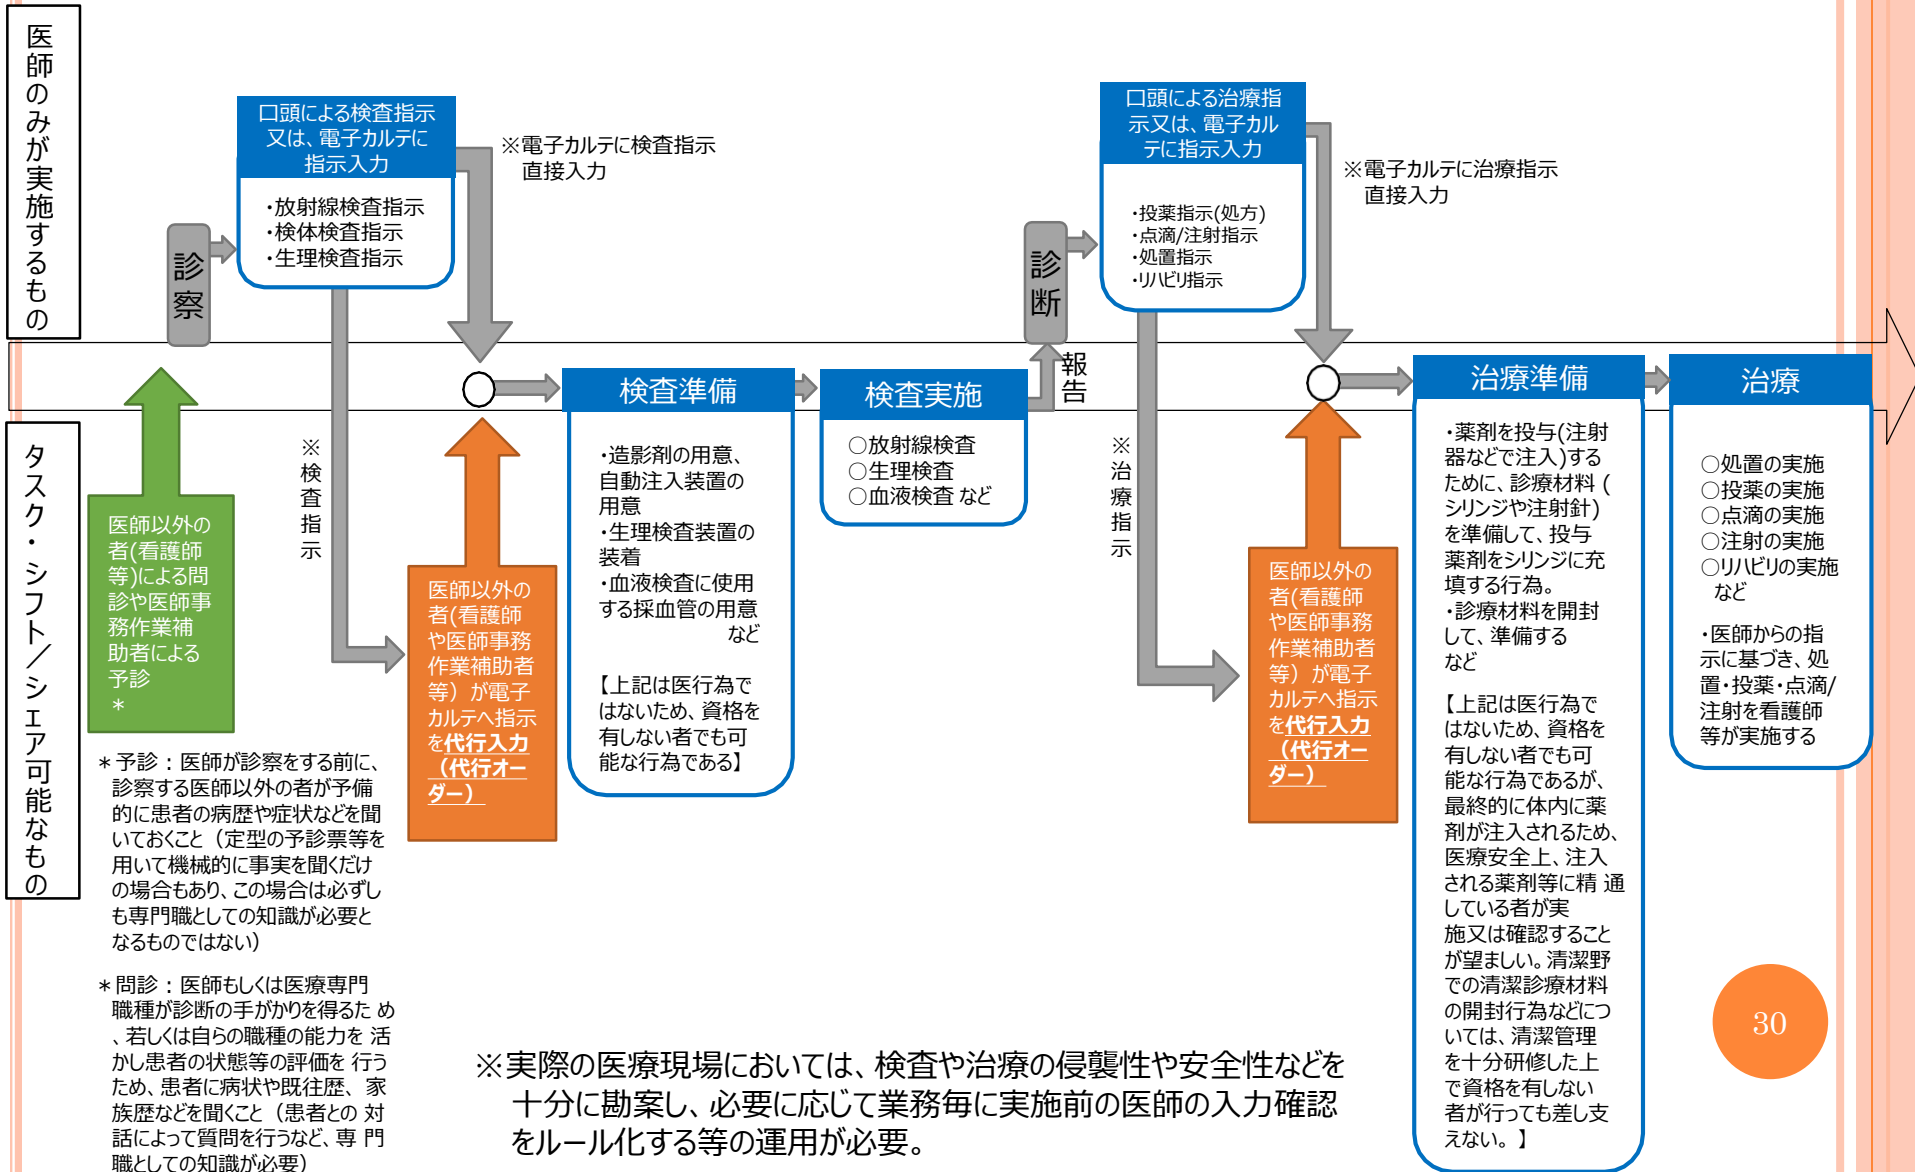 医師のみが実施するもの
口頭による検査指示
又は、電子カルテに
指示入力
・放射線検査指示
・検体検査指示
・生理検査指示
※電子カルテに検査指示
直接入力
診察
口頭による治療指
示又は、電子カル
テに指示入力
・投薬指示(処方)
・点滴/注射指示
・処置指示
・リハビリ指示
※電子カルテに治療指示
直接入力
診断
報告
タスク・シフト/シェア可能なもの
医師以外の
者(看護師
等)による問
診や医師事
務作業補
助者による
予診
*
※検査指示
医師以外の
者(看護師
や医師事務
作業補助者
等）が電子
カルテへ指示
を代行入力
（代行オー
ダー）
検査準備
・造影剤の用意、
自動注入装置の
用意
・生理検査装置の
装着
・血液検査に使用
する採血管の用意
など
【上記は医行為で
はないため、資格を
有しない者でも可
能な行為である】
検査実施
○放射線検査
○生理検査
○血液検査 など
※治療指示
医師以外の
者(看護師
や医師事務
作業補助者
等）が電子
カルテへ指示
を代行入力
（代行オー
ダー）
治療準備
・薬剤を投与(注射
器などで注入)する
ために、診療材料 (
シリンジや注射針)
を準備して、投与
薬剤をシリンジに充
填する行為。
・診療材料を開封
して、準備する
など
【上記は医行為で
はないため、資格を
有しない者でも可
能な行為であるが、
最終的に体内に薬
剤が注入されるため、
医療安全上、注入
される薬剤等に精 通
している者が実
施又は確認すること
が望ましい。清潔野
での清潔診療材料
の開封行為などにつ
いては、清潔管理
を十分研修した上
で資格を有しない
者が行っても差し支
えない。】
治療
○処置の実施
○投薬の実施
○点滴の実施
○注射の実施
○リハビリの実施
など
・医師からの指
示に基づき、処
置・投薬・点滴/
注射を看護師
等が実施する
*予診：医師が診察をする前に、
診察する医師以外の者が予備
的に患者の病歴や症状などを聞
いておくこと（定型の予診票等を
用いて機械的に事実を聞くだけ
の場合もあり、この場合は必ずし
も専門職としての知識が必要と
なるものではない）
*問診：医師もしくは医療専門
職種が診断の手がかりを得るた め
、若しくは自らの職種の能力を 活
かし患者の状態等の評価を 行う
ため、患者に病状や既往歴、 家
族歴などを聞くこと（患者との 対
話によって質問を行うなど、専 門
職としての知識が必要）
※実際の医療現場においては、検査や治療の侵襲性や安全性などを
十分に勘案し、必要に応じて業務毎に実施前の医師の入力確認
をルール化する等の運用が必要。
30